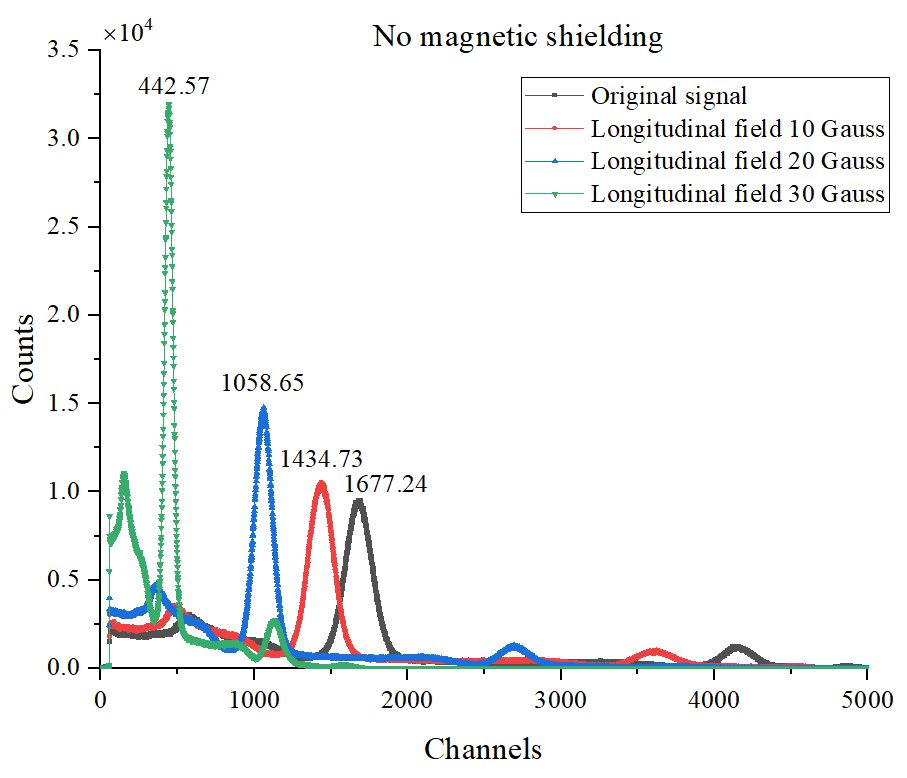 ×10⁴
No magnetic shielding
3.5
3.0
2.5
2.0
1.5
1.0
0.5
0.0
Counts
442.57
1058.65
1434.73
1677.24
Original signal
Longitudinal field 10 Gauss
Longitudinal field 20 Gauss
Longitudinal field 30 Gauss
0 1000 2000 3000 4000 5000
Channels